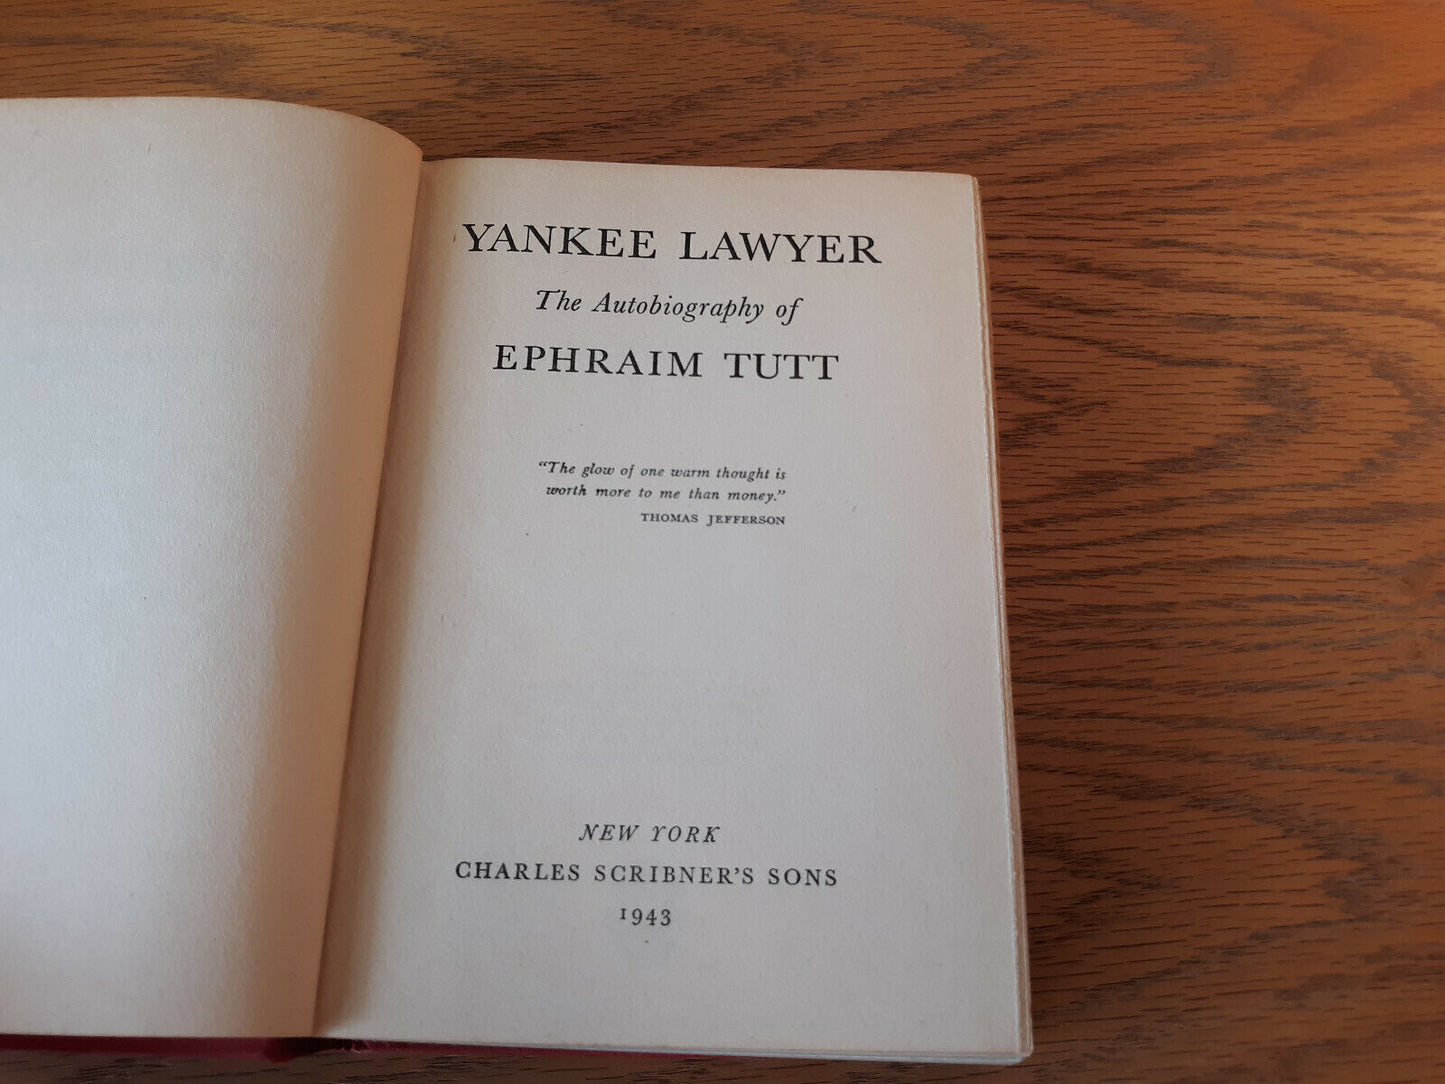 YANKEE LAWYER
The Autobiography of
EPHRAIM TUTT
"The glow of one warm thought is
worth more to me than money."
THOMAS JEFFERSON
NEW YORK
CHARLES SCRIBNER'S SONS
1943